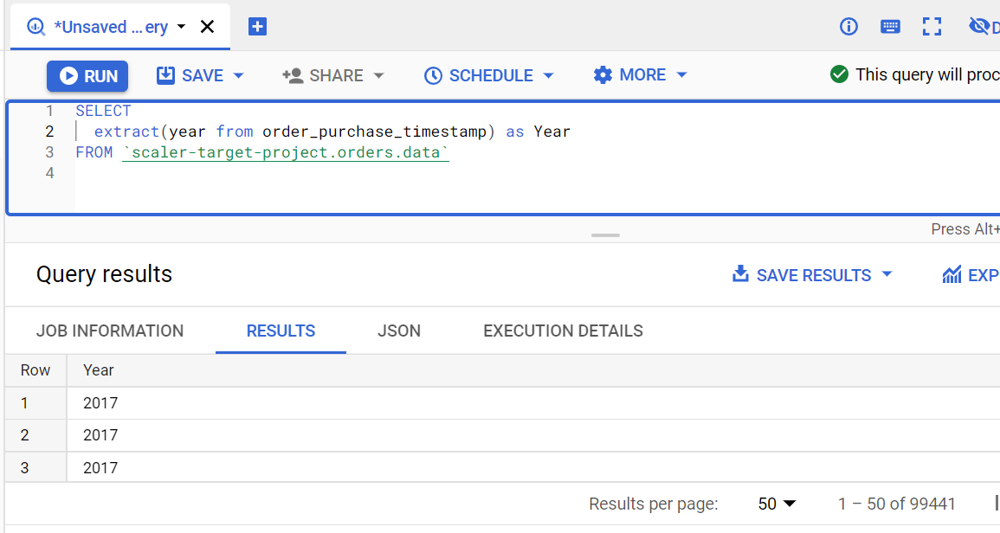 *Unsaved ...ery
RUN SAVE SHARE SCHEDULE MORE This query will proc
1 SELECT
2 extract(year from order_purchase_timestamp) as Year
3 FROM `scaler-target-project.orders.data`
4
Press Alt+
Query results SAVE RESULTS EXP
JOB INFORMATION RESULTS JSON EXECUTION DETAILS
Row Year
1 2017
2 2017
3 2017
Results per page: 50 1 – 50 of 99441